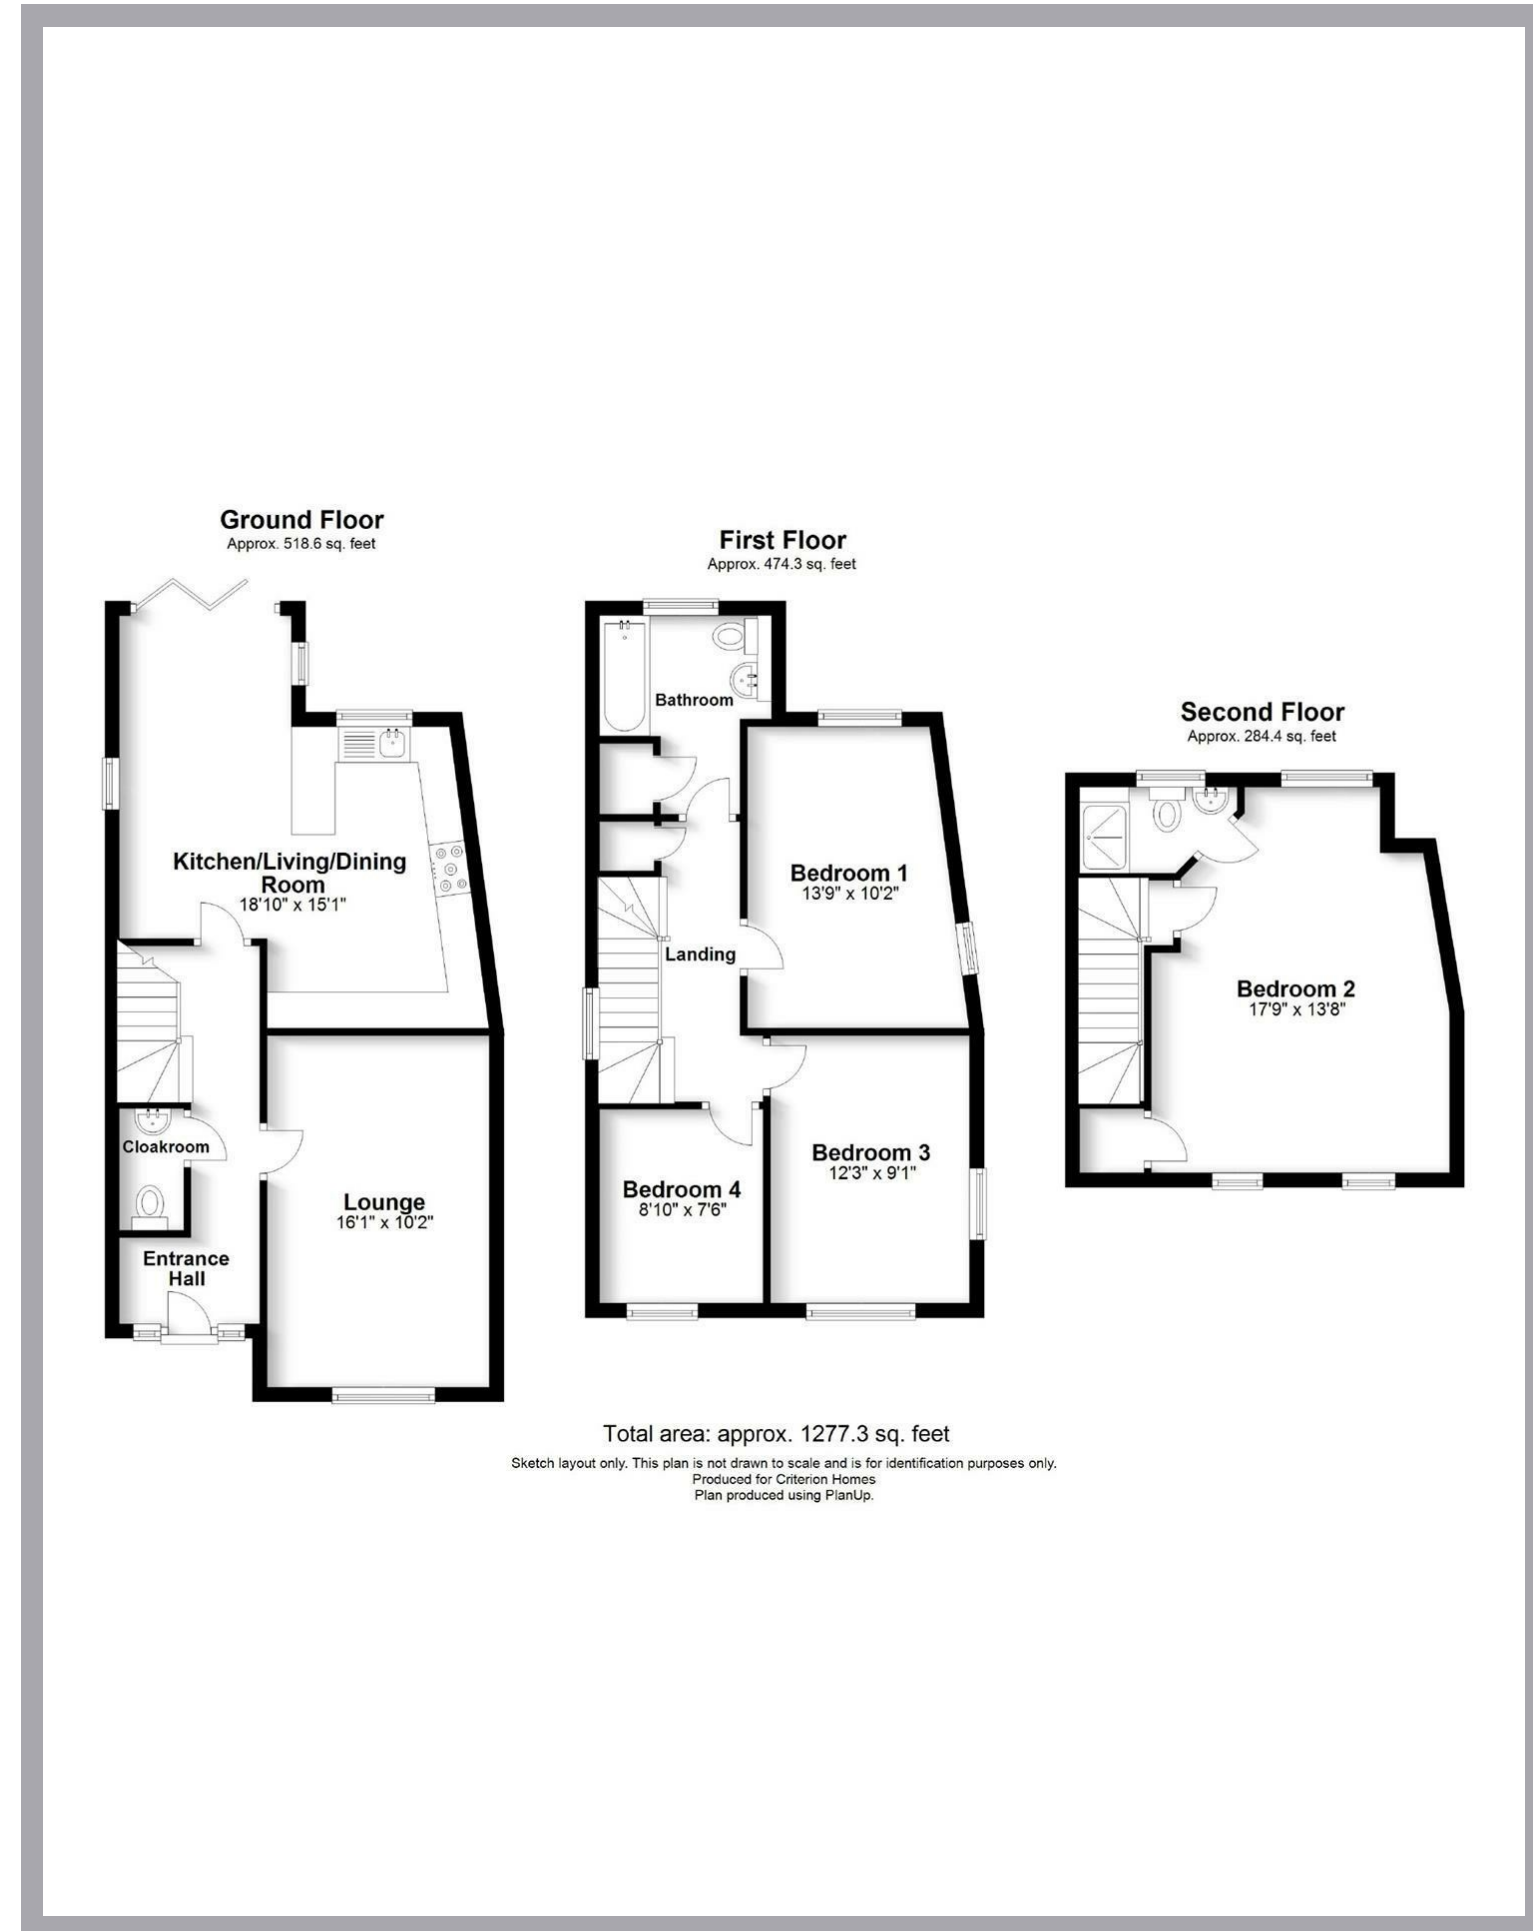 Ground Floor
Approx. 518.6 sq. feet
Kitchen/Living/Dining
Room
18'10" x 15'1"
Cloakroom
Lounge
16'1" x 10'2"
Entrance
Hall
First Floor
Approx. 474.3 sq. feet
Bathroom
Bedroom 1
13'9" x 10'2"
Landing
Bedroom 3
12'3" x 9'1"
Bedroom 4
8'10" x 7'6"
Second Floor
Approx. 284.4 sq. feet
Bedroom 2
17'9" x 13'8"
Total area: approx. 1277.3 sq. feet
Sketch layout only. This plan is not drawn to scale and is for identification purposes only.
Produced for Criterion Homes
Plan produced using PlanUp.